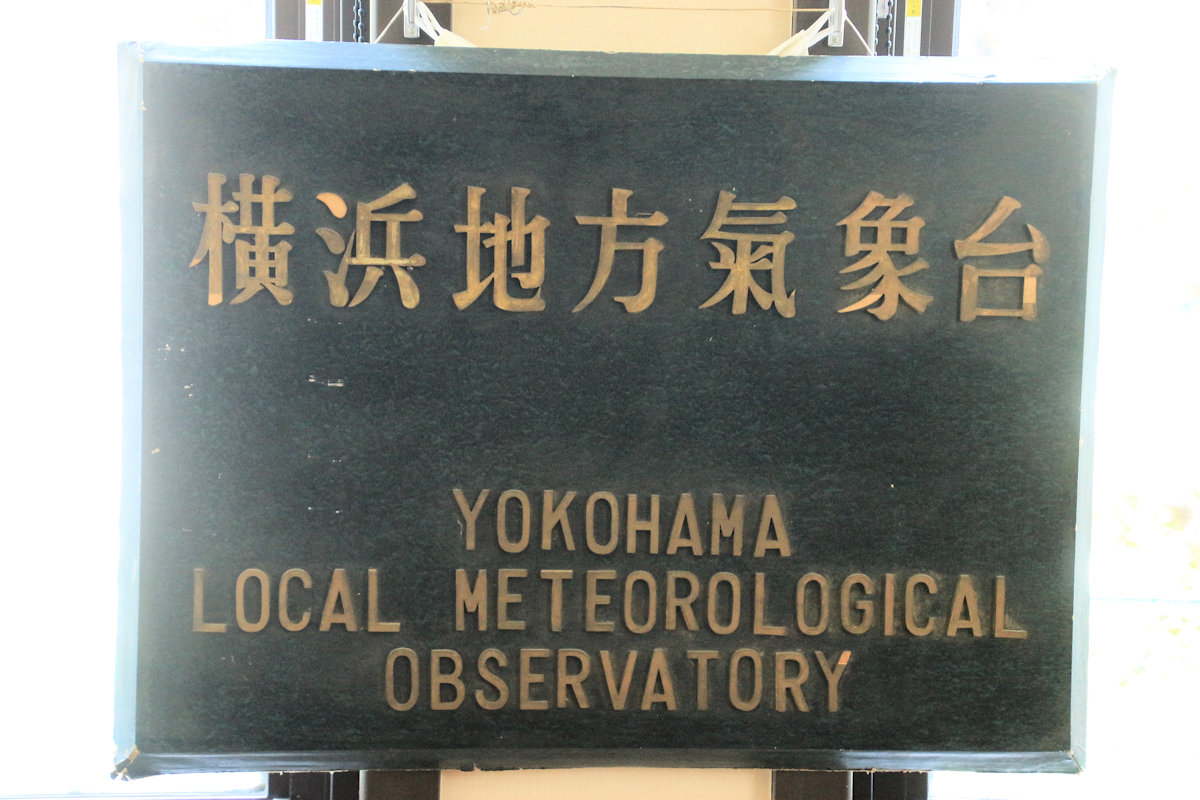 横浜地方氣象台
YOKOHAMA
LOCAL METEOROLOGICAL
OBSERVATORY